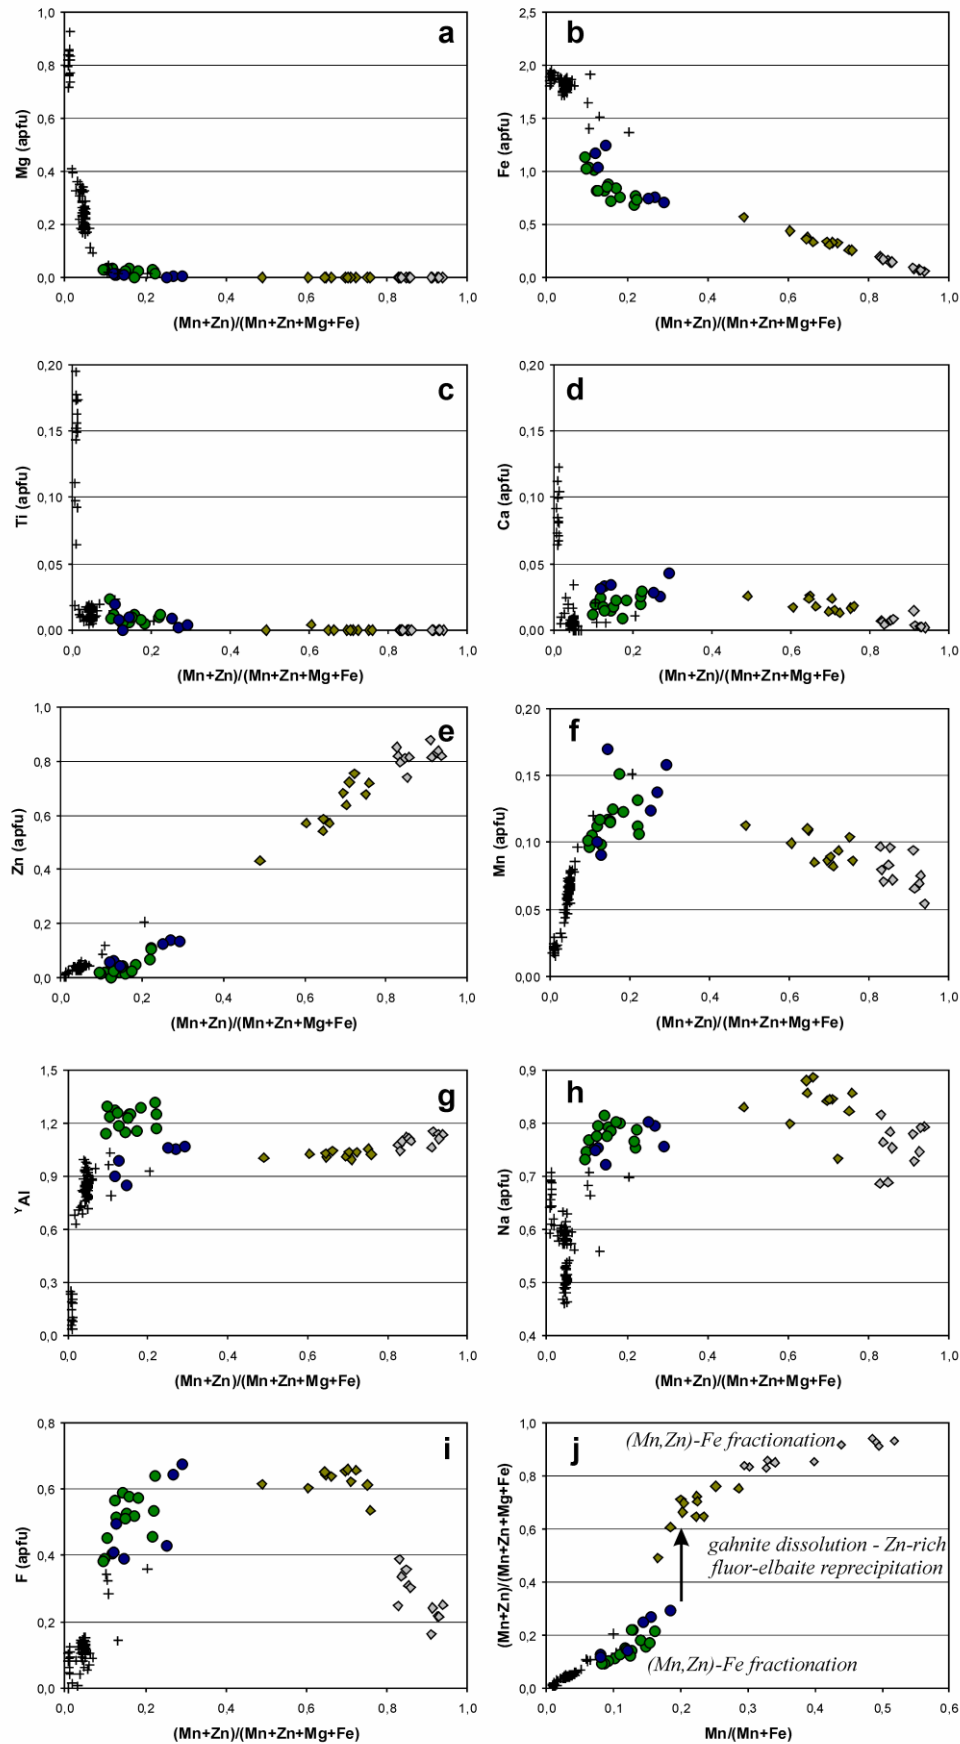 a
1,0
0,8
0,6
0,4
0,2
0,0
Mg (apfu)
0,0 0,2 0,4 0,6 0,8 1,0
(Mn+Zn)/(Mn+Zn+Mg+Fe)
b
2,5
2,0
1,5
1,0
0,5
0,0
Fe (apfu)
0,0 0,2 0,4 0,6 0,8 1,0
(Mn+Zn)/(Mn+Zn+Mg+Fe)
c
0,20
0,15
0,10
0,05
0,00
Ti (apfu)
0,0 0,2 0,4 0,6 0,8 1,0
(Mn+Zn)/(Mn+Zn+Mg+Fe)
d
0,20
0,15
0,10
0,05
0,00
Ca (apfu)
0,0 0,2 0,4 0,6 0,8 1,0
(Mn+Zn)/(Mn+Zn+Mg+Fe)
e
1,0
0,8
0,6
0,4
0,2
0,0
Zn (apfu)
0,0 0,2 0,4 0,6 0,8 1,0
(Mn+Zn)/(Mn+Zn+Mg+Fe)
f
0,20
0,15
0,10
0,05
0,00
Mn (apfu)
0,0 0,2 0,4 0,6 0,8 1,0
(Mn+Zn)/(Mn+Zn+Mg+Fe)
g
1,5
1,2
0,9
0,6
0,3
0,0
ʸAl
0,0 0,2 0,4 0,6 0,8 1,0
(Mn+Zn)/(Mn+Zn+Mg+Fe)
h
0,9
0,8
0,7
0,6
0,5
0,4
Na (apfu)
0,0 0,2 0,4 0,6 0,8 1,0
(Mn+Zn)/(Mn+Zn+Mg+Fe)
i
0,8
0,6
0,4
0,2
0,0
F (apfu)
0,0 0,2 0,4 0,6 0,8 1,0
(Mn+Zn)/(Mn+Zn+Mg+Fe)
j
1,0
0,8
0,6
0,4
0,2
0,0
(Mn+Zn)/(Mn+Zn+Mg+Fe)
(Mn,Zn)-Fe fractionation
gahnite dissolution - Zn-rich
fluor-elbaite reprecipitation
(Mn,Zn)-Fe fractionation
0,0 0,1 0,2 0,3 0,4 0,5 0,6
Mn/(Mn+Fe)